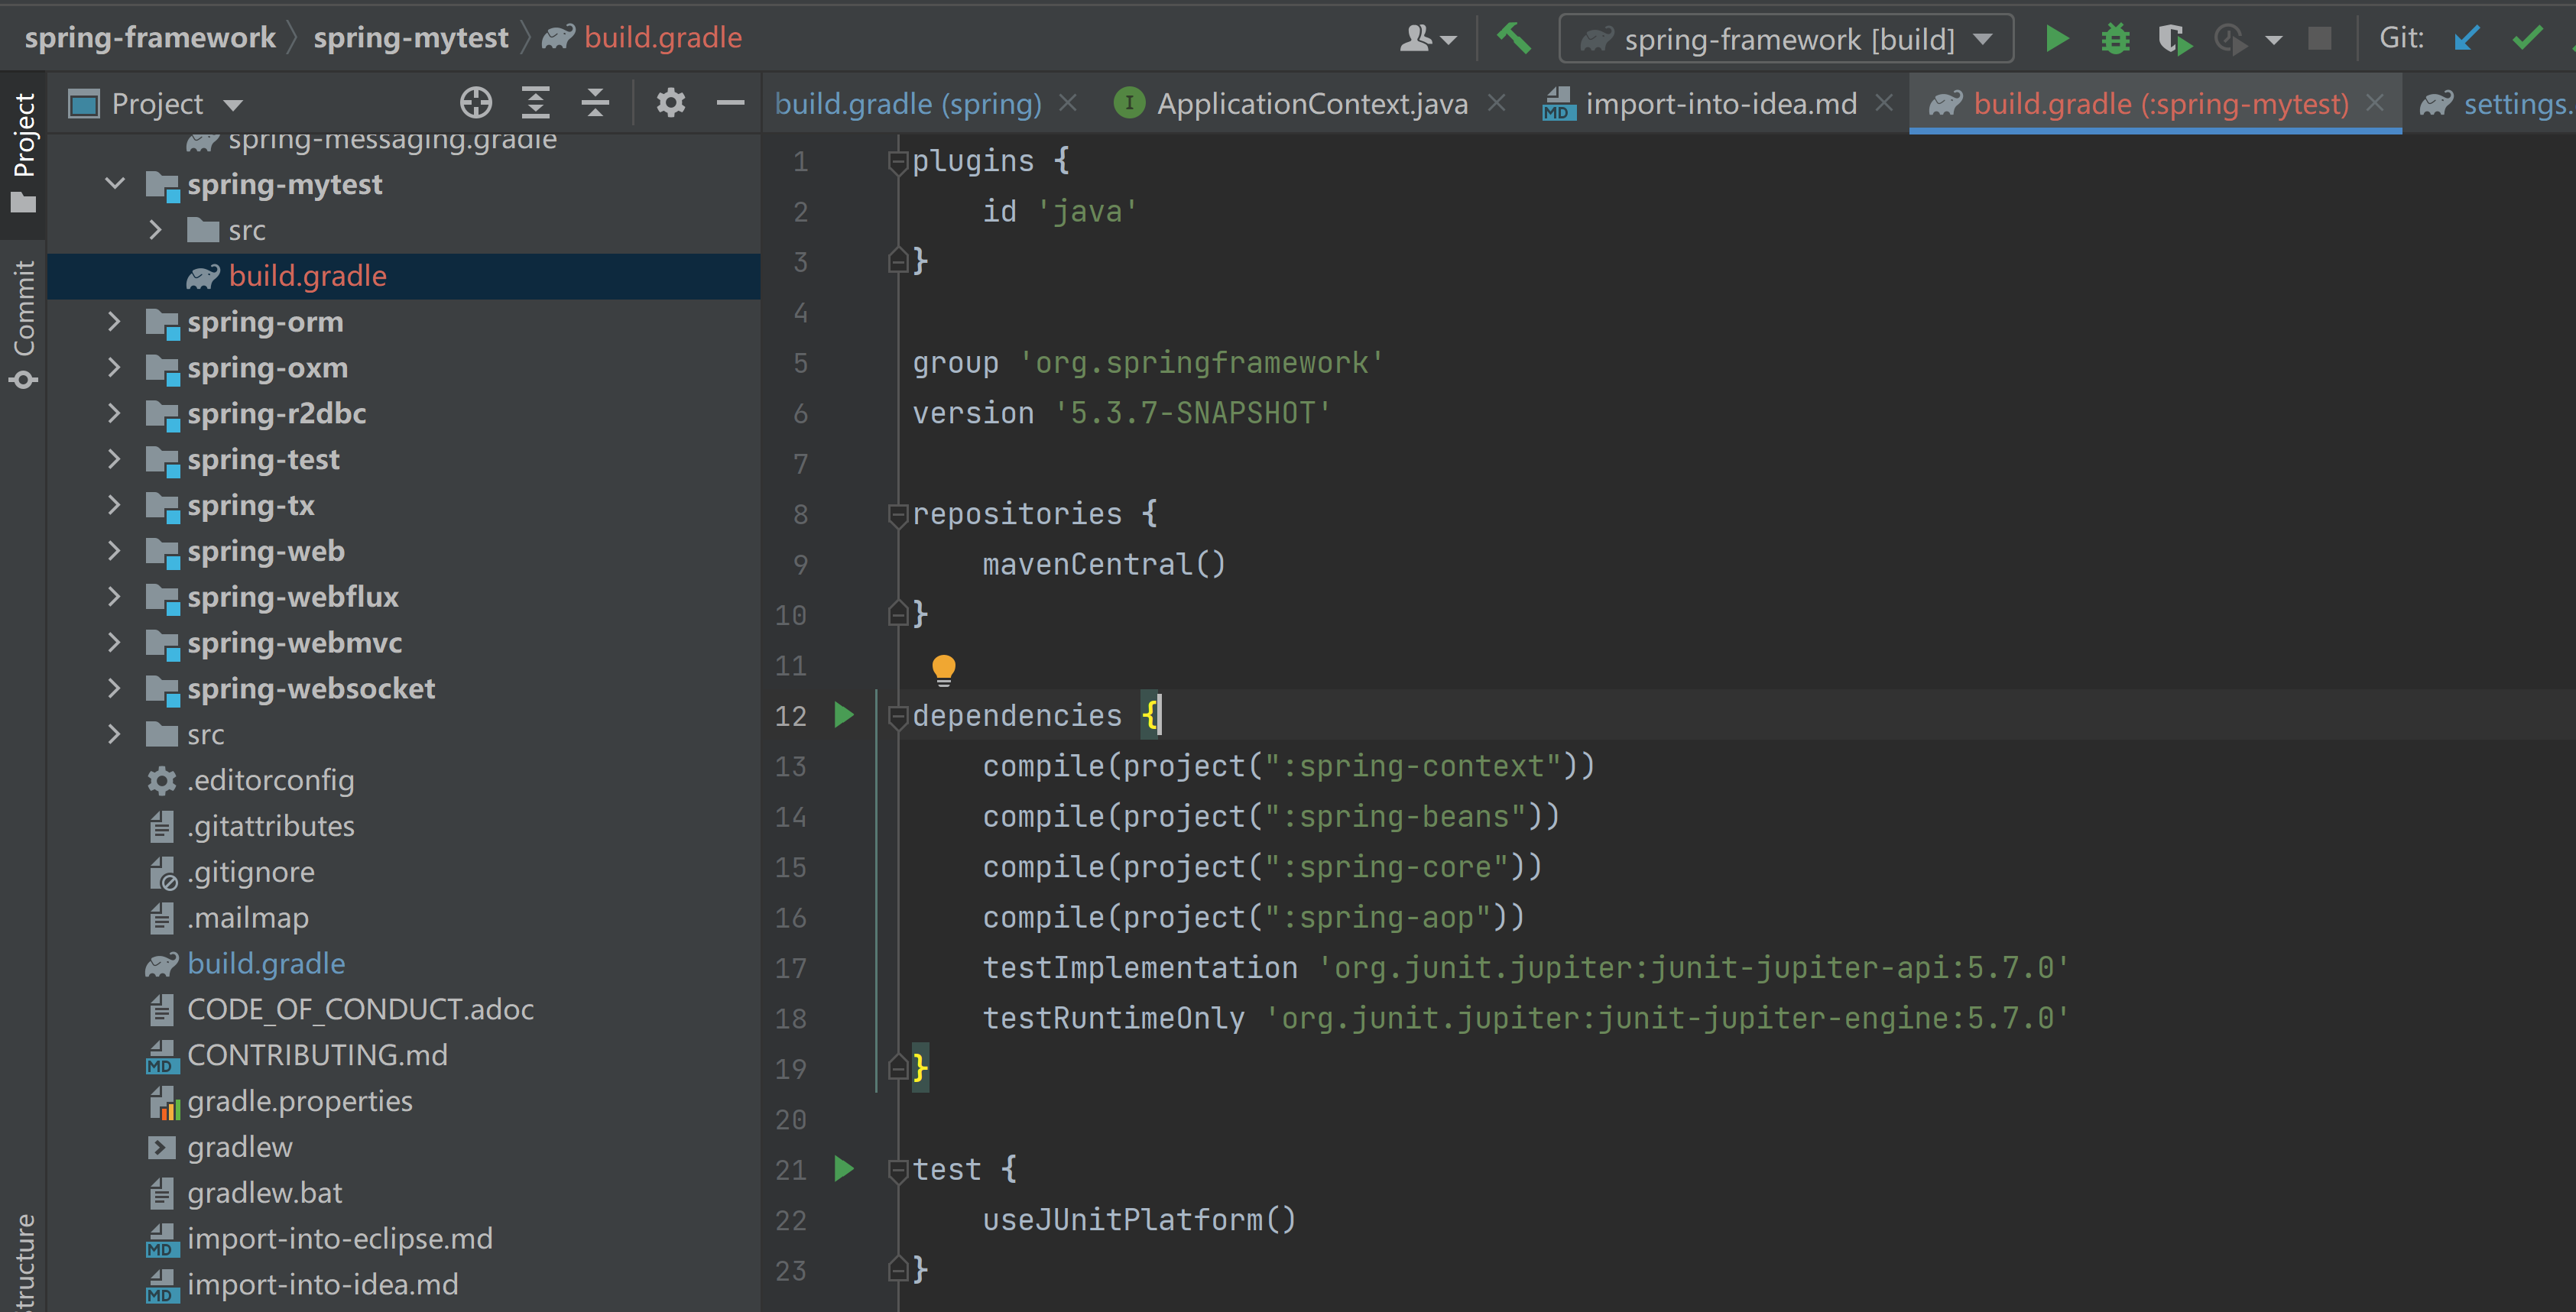 spring-framework spring-mytest build.gradle
spring-framework [build]
Git:
Project
build.gradle (spring)
ApplicationContext.java
import-into-idea.md
build.gradle (:spring-mytest)
settings.
Project
Commit
Structure
spring-messaging.gradle
spring-mytest
src
build.gradle
spring-orm
spring-oxm
spring-r2dbc
spring-test
spring-tx
spring-web
spring-webflux
spring-webmvc
spring-websocket
src
.editorconfig
.gitattributes
.gitignore
.mailmap
build.gradle
CODE_OF_CONDUCT.adoc
CONTRIBUTING.md
gradle.properties
gradlew
gradlew.bat
import-into-eclipse.md
import-into-idea.md
1 plugins {
2     id 'java'
3 }
4
5 group 'org.springframework'
6 version '5.3.7-SNAPSHOT'
7
8 repositories {
9     mavenCentral()
10 }
11
12 dependencies {
13     compile(project(":spring-context"))
14     compile(project(":spring-beans"))
15     compile(project(":spring-core"))
16     compile(project(":spring-aop"))
17     testImplementation 'org.junit.jupiter:junit-jupiter-api:5.7.0'
18     testRuntimeOnly 'org.junit.jupiter:junit-jupiter-engine:5.7.0'
19 }
20
21 test {
22     useJUnitPlatform()
23 }